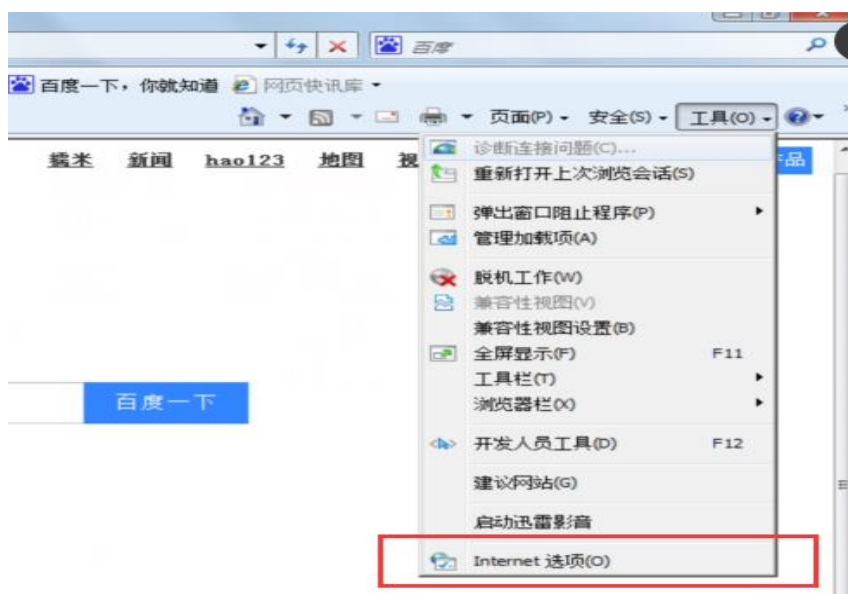 百度
百度一下，你就知道 网页快讯库
页面(P) 安全(S) 工具(O)
糯米 新闻 hao123 地图 视 品
诊断连接问题(C)...
重新打开上次浏览会话(S)
弹出窗口阻止程序(P)
管理加载项(A)
脱机工作(W)
兼容性视图(V)
兼容性视图设置(B)
全屏显示(F) F11
工具栏(T)
浏览器栏(X)
百度一下
开发人员工具(D) F12
建议网站(G)
启动迅雷影音
Internet 选项(O)